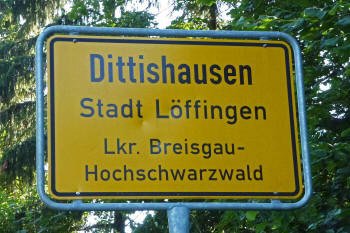 Dittishausen
Stadt Löffingen
Lkr. Breisgau-
Hochschwarzwald